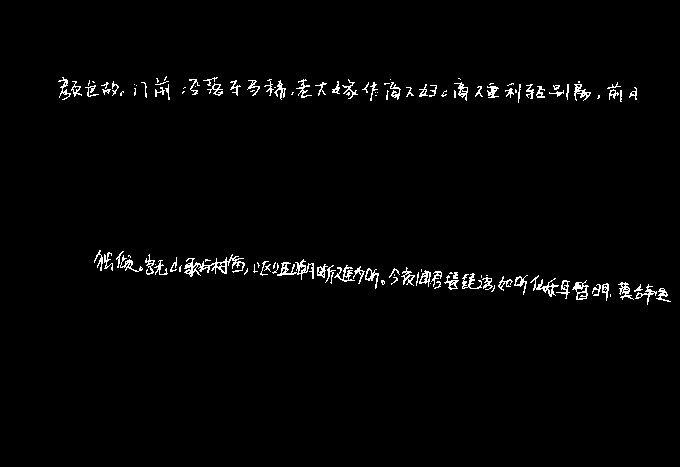 颜色故,门前冷落车马稀,老大嫁作商人妇。商人重利轻别离,前月
独倾。岂无山歌与村笛,呕哑嘲哳难为听。今夜闻君琵琶语,如听仙乐耳暂明.莫辞更